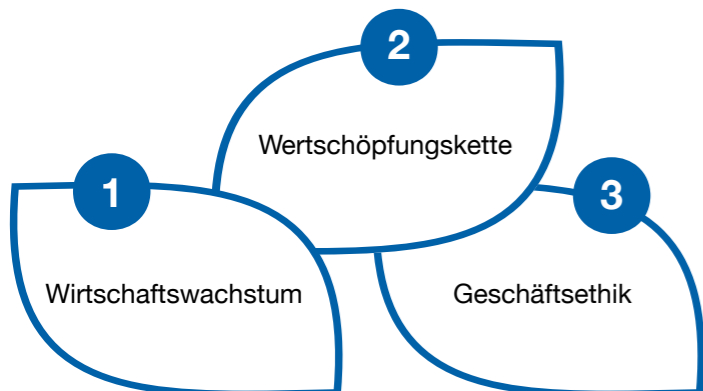 1
Wirtschaftswachstum
2
Wertschöpfungskette
3
Geschäftsethik